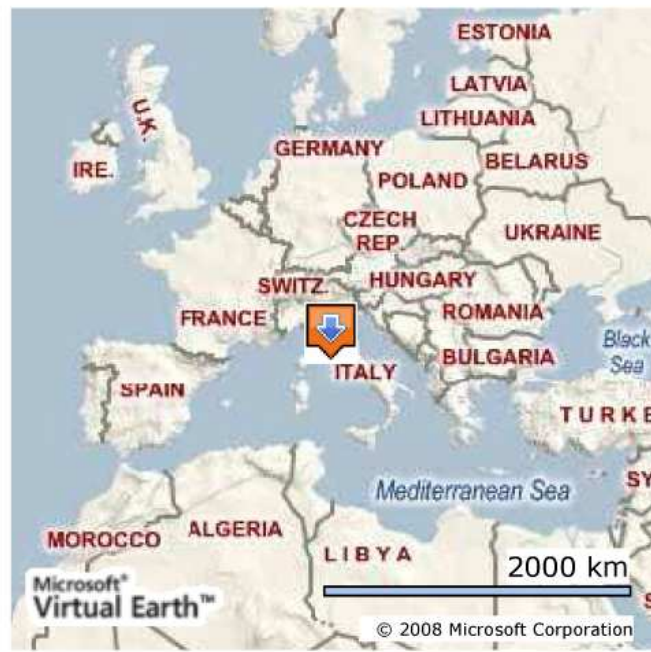 ESTONIA
LATVIA
LITHUANIA
U.K.
GERMANY
BELARUS
IRE.
POLAND
CZECH
REP.
UKRAINE
SWITZ.
HUNGARY
FRANCE
ROMANIA
Black
Sea
BULGARIA
ITALY
SPAIN
TURKE
SY
Mediterranean Sea
ALGERIA
MOROCCO
LIBYA
2000 km
Microsoft®
Virtual Earth™
S
© 2008 Microsoft Corporation